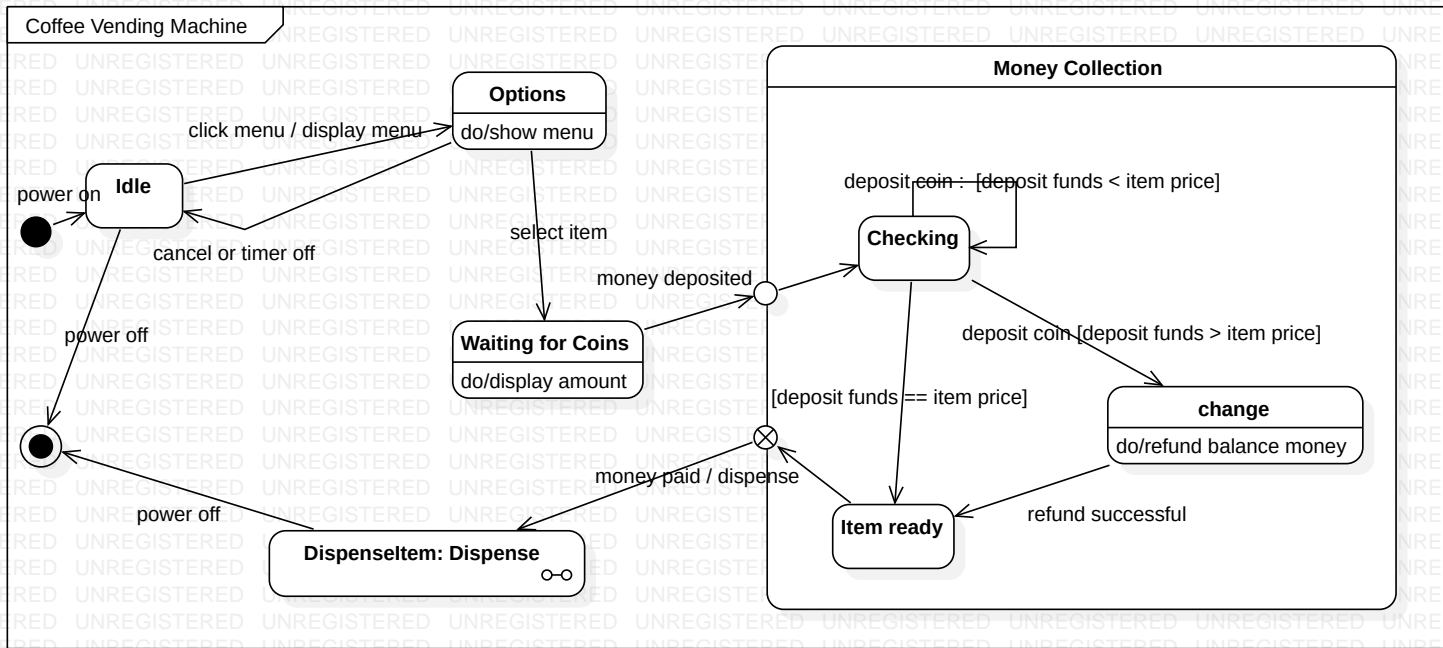 Coffee Vending Machine
Money Collection
Options
do/show menu
click menu / display menu
Idle
power on
deposit coin : [deposit funds < item price]
Checking
select item
cancel or timer off
money deposited
power off
deposit coin [deposit funds > item price]
Waiting for Coins
do/display amount
[deposit funds == item price]
change
do/refund balance money
money paid / dispense
power off
refund successful
Item ready
DispenseItem: Dispense
UNREGISTERED